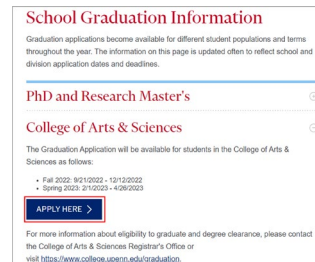 School Graduation Information
Graduation applications become available for different student populations and terms
throughout the year. The information on this page is updated often to reflect school and
division application dates and deadlines.
PhD and Research Master's
College of Arts & Sciences
The Graduation Application will be available for students in the College of Arts &
Sciences as follows:
• Fall 2022: 9/21/2022 - 12/12/2022
• Spring 2023: 2/1/2023 - 4/26/2023
APPLY HERE >
For more information about eligibility to graduate and degree clearance, please contact
the College of Arts & Sciences Registrar's Office or
visit https://www.college.upenn.edu/graduation.